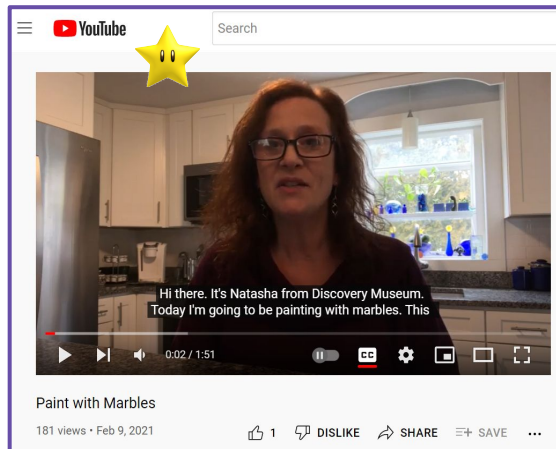 YouTube
Search
Hi there. It's Natasha from Discovery Museum.
Today I'm going to be painting with marbles. This
0:02 / 1:51
CC
Paint with Marbles
181 views • Feb 9, 2021
1
DISLIKE
SHARE
SAVE